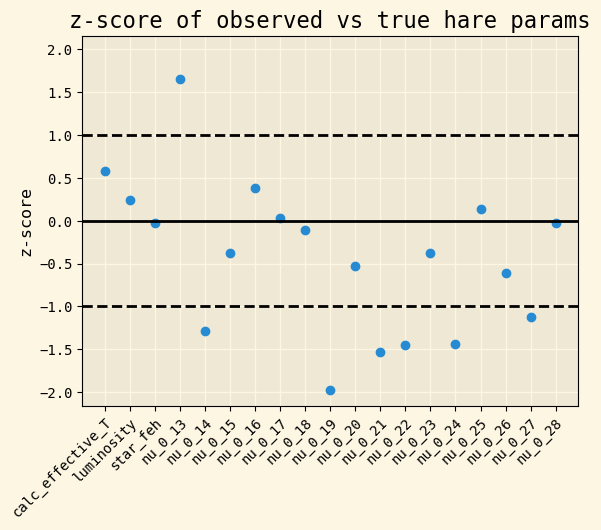 z-score of observed vs true hare params
z-score
2.0
1.5
1.0
0.5
0.0
−0.5
−1.0
−1.5
−2.0
calc_effective_T
luminosity
star_feh
nu_0_13
nu_0_14
nu_0_15
nu_0_16
nu_0_17
nu_0_18
nu_0_19
nu_0_20
nu_0_21
nu_0_22
nu_0_23
nu_0_24
nu_0_25
nu_0_26
nu_0_27
nu_0_28